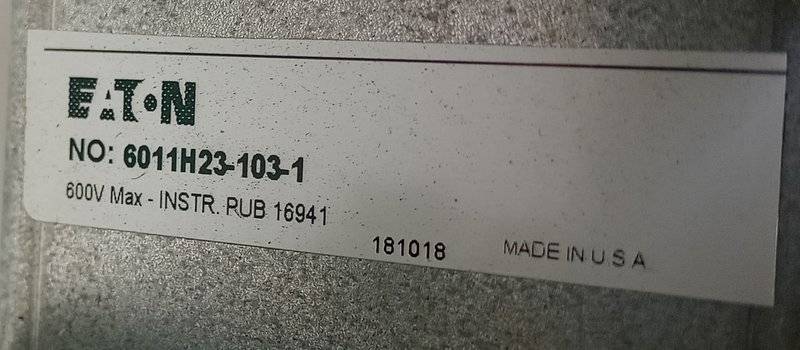 EATON
NO: 6011H23-103-1
600V Max - INSTR. PUB 16941
181018 MADE IN U S A